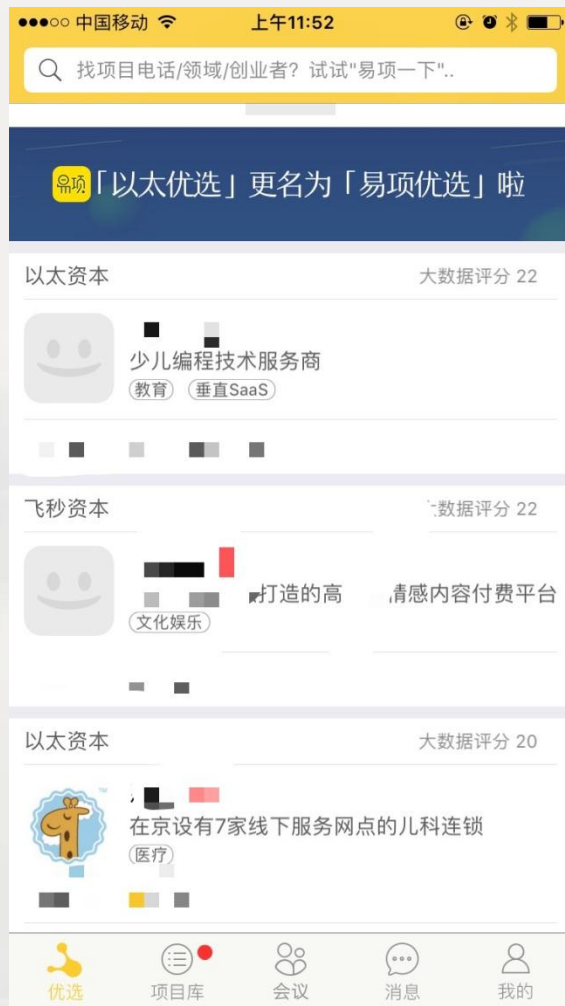 中国移动 上午11:52
找项目电话/领域/创业者? 试试"易项一下"..
易项「以太优选」更名为「易项优选」啦
以太资本 大数据评分 22
少儿编程技术服务商
教育 垂直SaaS
飞秒资本 数据评分 22
打造的高 情感内容付费平台
文化娱乐
以太资本 大数据评分 20
在京设有7家线下服务网点的儿科连锁
医疗
优选 项目库 会议 消息 我的